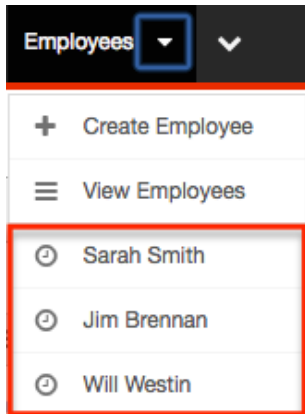 Employees
Create Employee
View Employees
Sarah Smith
Jim Brennan
Will Westin